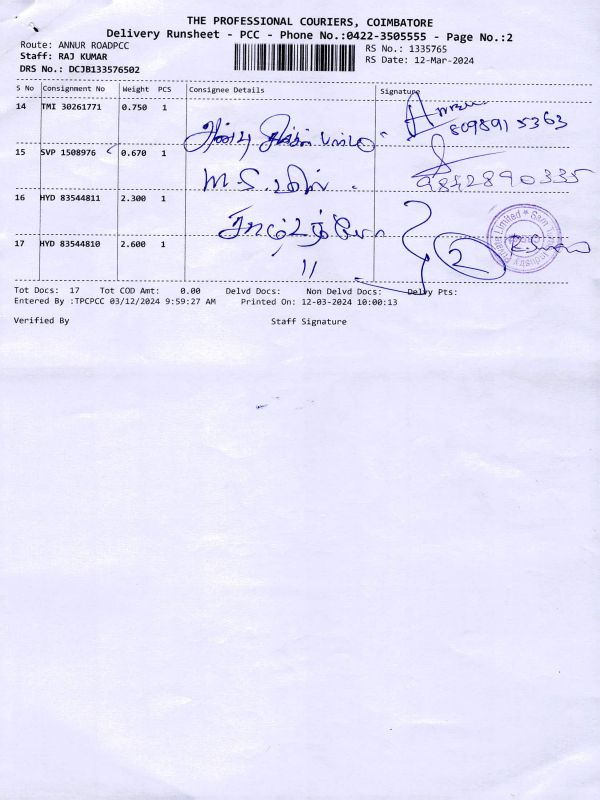 THE PROFESSIONAL COURIERS, COIMBATORE
Delivery Runsheet - PCC - Phone No.:0422-3505555 - Page No.:2
Route: ANNUR ROADPCC
RS No.: 1335765
Staff: RAJ KUMAR
RS Date: 12-Mar-2024
DRS No.: DCJB133576502
S No Consignment No Weight PCS Consignee Details Signature
14 TMI 30261771 0.750 1
8098915363
15 SVP 1508976 0.670 1
9842890335
16 HYD 83544811 2.300 1
2
17 HYD 83544810 2.600 1
11
Tot Docs: 17 Tot COD Amt: 0.00 Delvd Docs: Non Delvd Docs: Delvy Pts:
Entered By :TPCPCC 03/12/2024 9:59:27 AM Printed On: 12-03-2024 10:00:13
Verified By Staff Signature